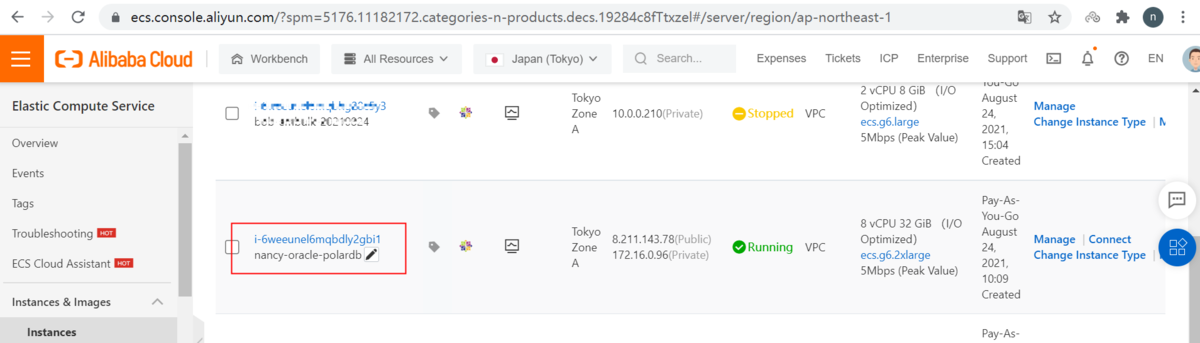 ecs.console.aliyun.com/?spm=5176.11182172.categories-n-products.decs.19284c8fTtxzel#/server/region/ap-northeast-1
n
Alibaba Cloud
Workbench
All Resources
Japan (Tokyo)
Search...
Expenses
Tickets
ICP
Enterprise
Support
EN
Elastic Compute Service
Overview
Events
Tags
Troubleshooting HOT
ECS Cloud Assistant HOT
Instances & Images
Instances
Tokyo
Zone
A
10.0.0.210(Private)
Stopped
VPC
2 vCPU 8 GiB (I/O
Optimized)
ecs.g6.large
5Mbps (Peak Value)
You-Go
August
24,
2021,
15:04
Created
Manage
Change Instance Type
i-6weeunel6mqbdly2gbi1
nancy-oracle-polardb
Tokyo
Zone
A
8.211.143.78(Public)
172.16.0.96(Private)
Running
VPC
8 vCPU 32 GiB (I/O
Optimized)
ecs.g6.2xlarge
5Mbps (Peak Value)
Pay-As-
You-Go
August
24,
2021,
10:09
Created
Manage | Connect
Change Instance Type
Pay-As-